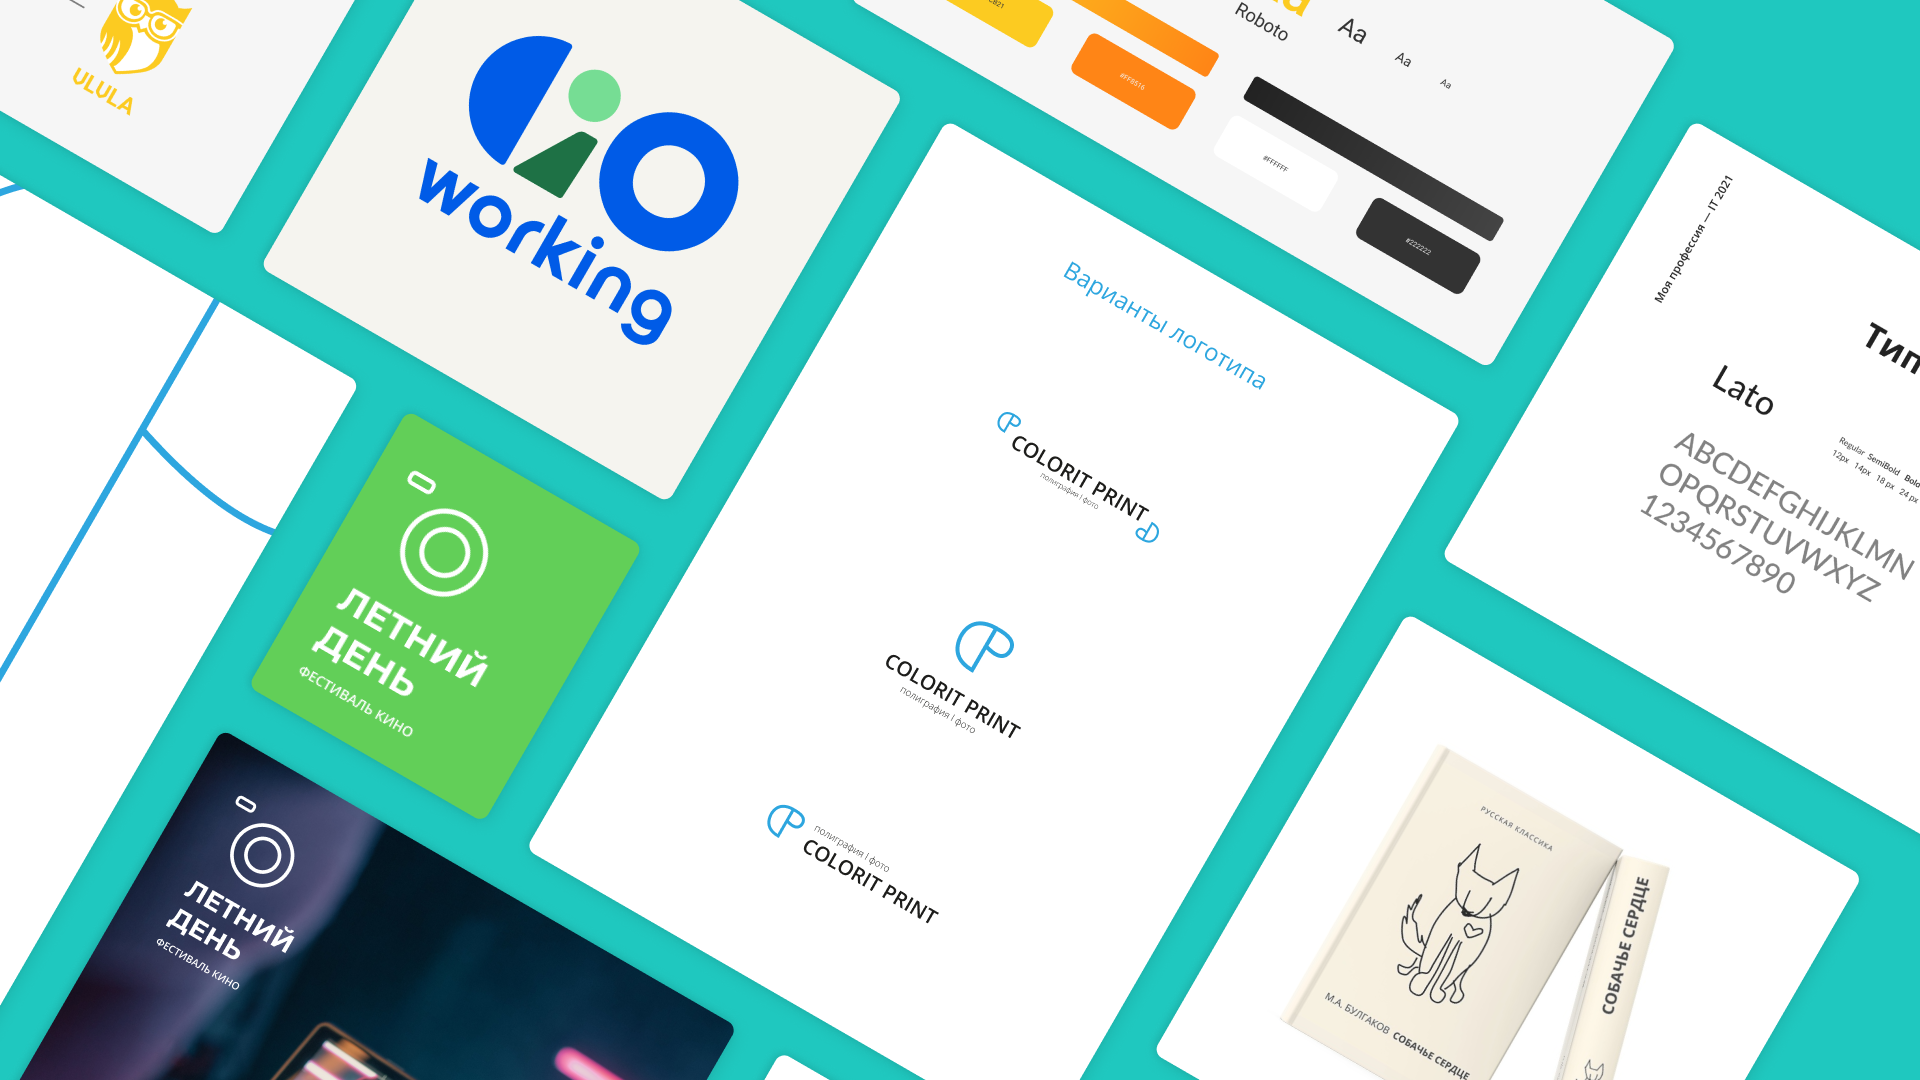 ULULA
working
Roboto
Aa
Aa
Aa
#FF8516
#FFFFFF
#222222
Моя профессия — IT 2021
Lato
Regular SemiBold Bold
12px 14px 18 px 24 px
ABCDEFGHIJKLMN
OPQRSTUVWXYZ
1234567890
Варианты логотипа
COLORIT PRINT
полиграфия | фото
COLORIT PRINT
полиграфия | фото
полиграфия | фото
COLORIT PRINT
ЛЕТНИЙ
ДЕНЬ
ФЕСТИВАЛЬ КИНО
ЛЕТНИЙ
ДЕНЬ
ФЕСТИВАЛЬ КИНО
РУССКАЯ КЛАССИКА
М.А. БУЛГАКОВ СОБАЧЬЕ СЕРДЦЕ
СОБАЧЬЕ СЕРДЦЕ